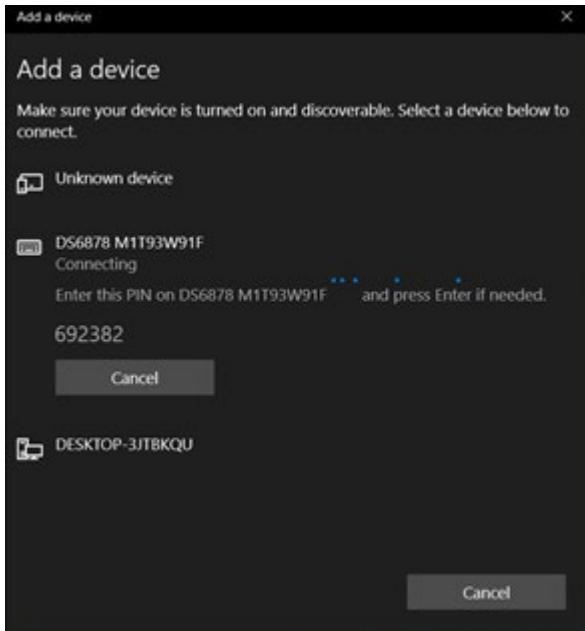 Add a device
Add a device
Make sure your device is turned on and discoverable. Select a device below to
connect.
Unknown device
DS6878 M1T93W91F
Connecting
Enter this PIN on DS6878 M1T93W91F and press Enter if needed.
692382
Cancel
DESKTOP-3JTBKQU
Cancel